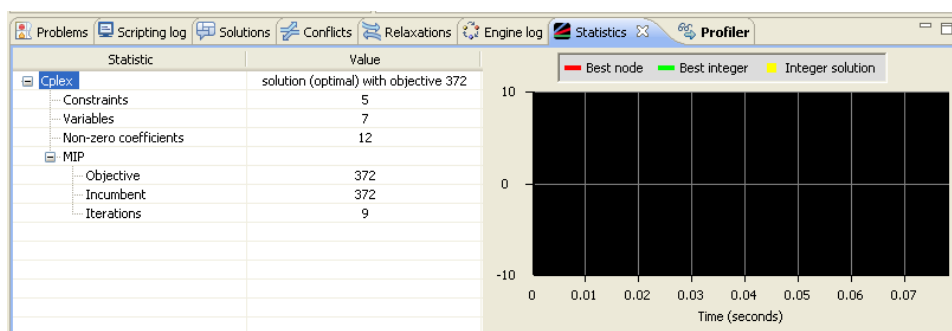 Problems Scripting log Solutions Conflicts Relaxations Engine log Statistics Profiler
Statistic Value
Cplex solution (optimal) with objective 372
Constraints 5
Variables 7
Non-zero coefficients 12
MIP
Objective 372
Incumbent 372
Iterations 9
Best node Best integer Integer solution
10
0
-10
0 0.01 0.02 0.03 0.04 0.05 0.06 0.07
Time (seconds)